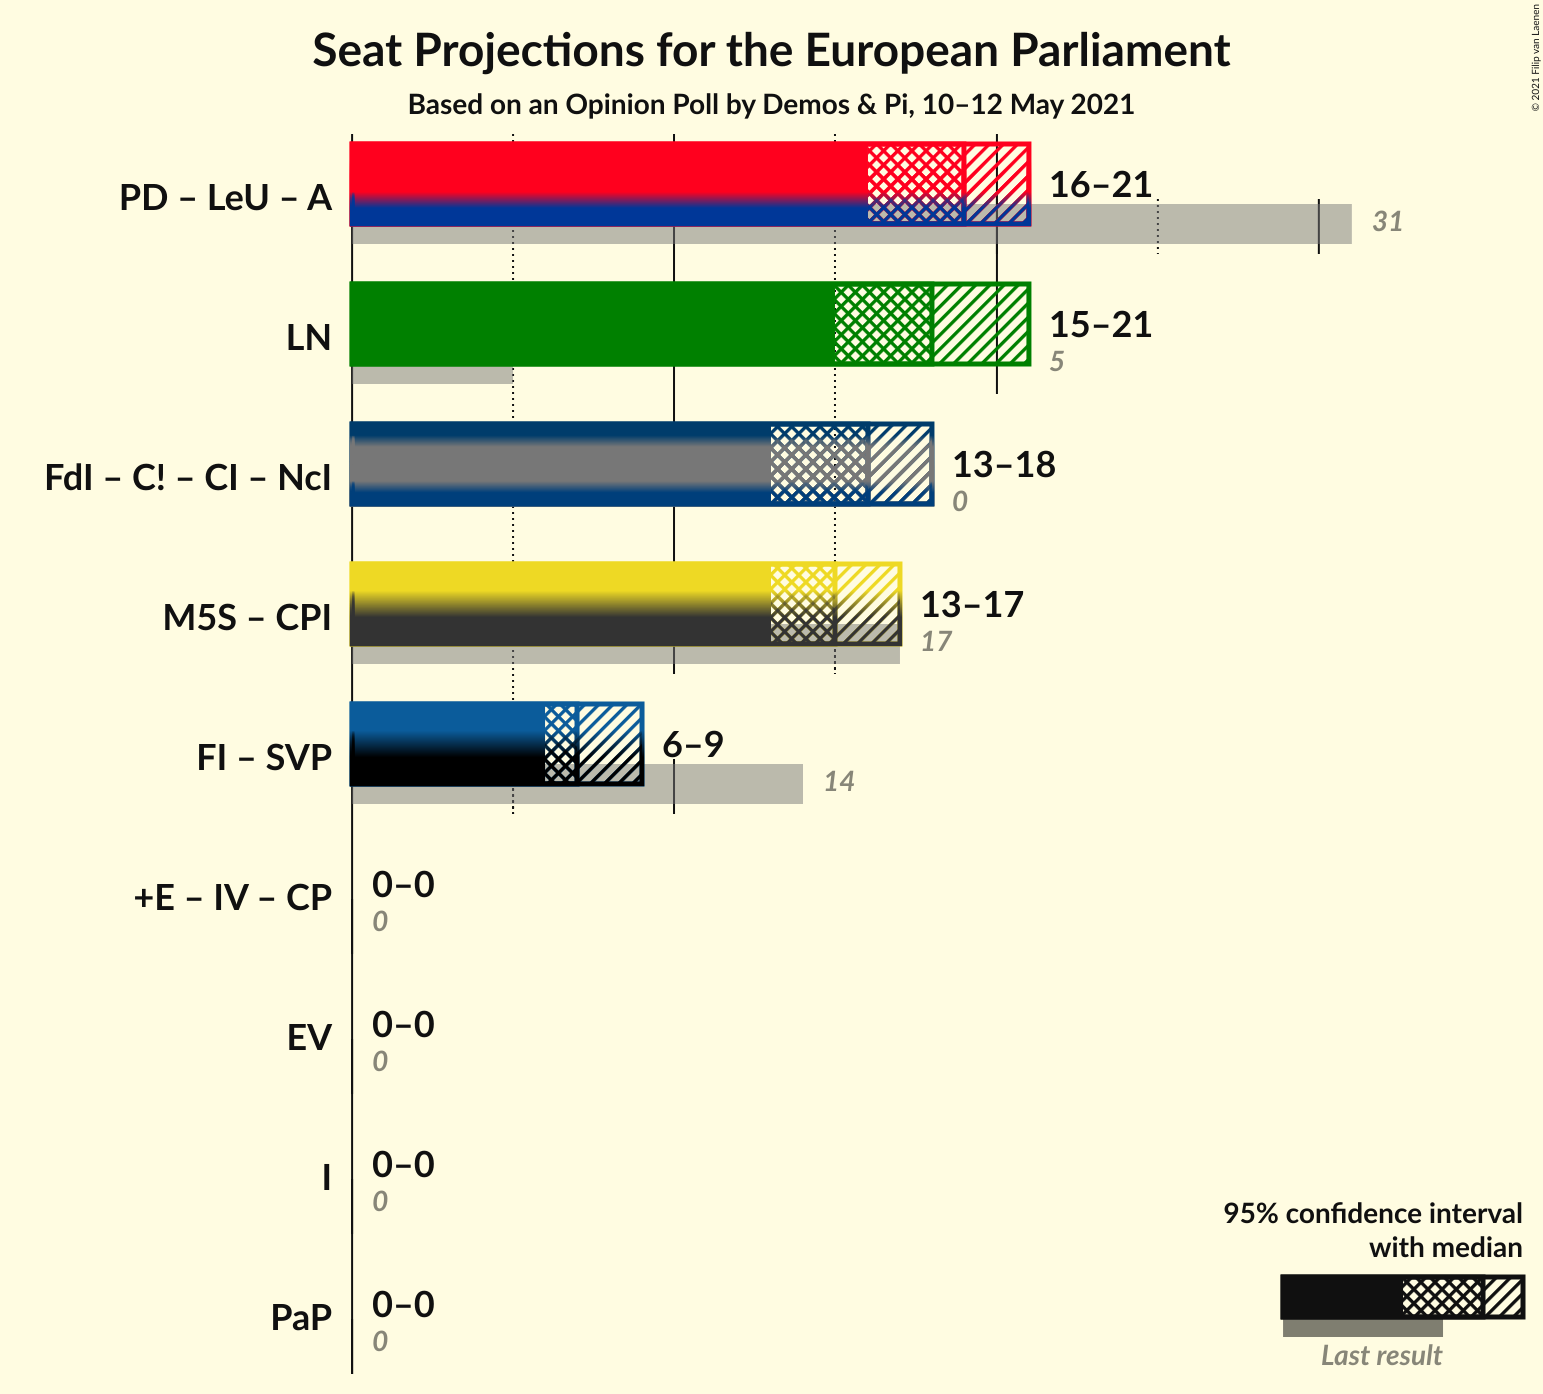 Seat Projections for the European Parliament
Based on an Opinion Poll by Demos & Pi, 10–12 May 2021
© 2021 Filip van Laenen
PD – LeU – A
16–21
31
LN
15–21
5
FdI – C! – CI – NcI
13–18
0
M5S – CPI
13–17
17
FI – SVP
6–9
14
+E – IV – CP
0–0
0
EV
0–0
0
I
0–0
0
PaP
0–0
0
95% confidence interval
with median
Last result